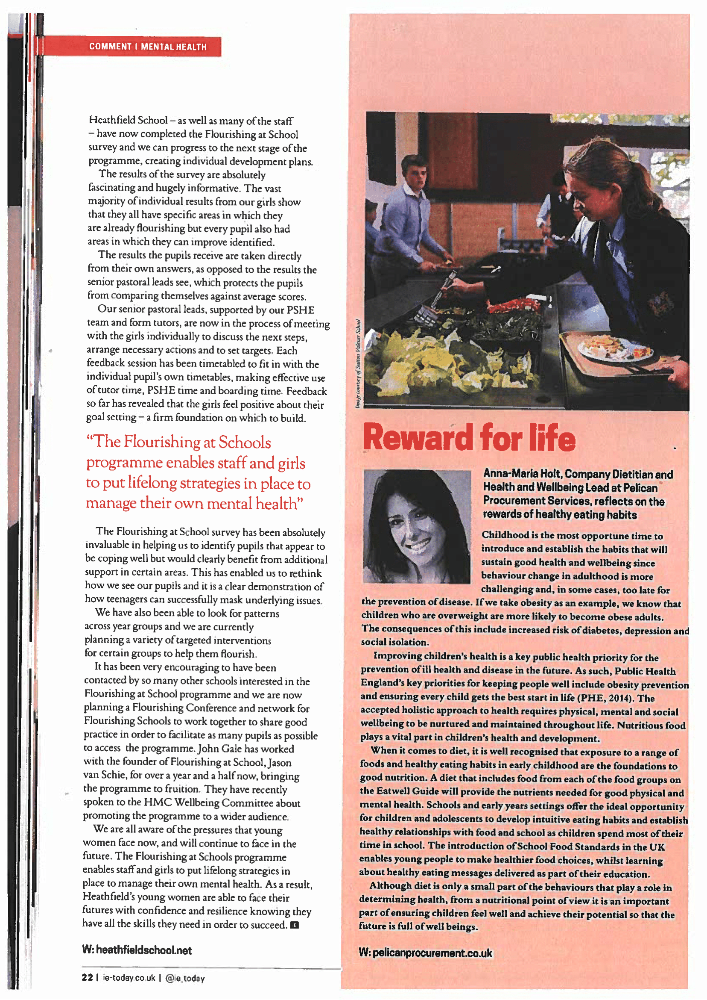 COMMENT | MENTAL HEALTH
Heathfield School – as well as many of the staff
– have now completed the Flourishing at School
survey and we can progress to the next stage of the
programme, creating individual development plans.
The results of the survey are absolutely
fascinating and hugely informative. The vast
majority of individual results from our girls show
that they all have specific areas in which they
are already flourishing but every pupil also had
areas in which they can improve identified.
The results the pupils receive are taken directly
from their own answers, as opposed to the results the
senior pastoral leads see, which protects the pupils
from comparing themselves against average scores.
Our senior pastoral leads, supported by our PSHE
team and form tutors, are now in the process of meeting
with the girls individually to discuss the next steps,
arrange necessary actions and to set targets. Each
feedback session has been timetabled to fit in with the
individual pupil's own timetables, making effective use
of tutor time, PSHE time and boarding time. Feedback
so far has revealed that the girls feel positive about their
goal setting – a firm foundation on which to build.
“The Flourishing at Schools
programme enables staff and girls
to put lifelong strategies in place to
manage their own mental health”
The Flourishing at School survey has been absolutely
invaluable in helping us to identify pupils that appear to
be coping well but would clearly benefit from additional
support in certain areas. This has enabled us to rethink
how we see our pupils and it is a clear demonstration of
how teenagers can successfully mask underlying issues.
We have also been able to look for patterns
across year groups and we are currently
planning a variety of targeted interventions
for certain groups to help them flourish.
It has been very encouraging to have been
contacted by so many other schools interested in the
Flourishing at School programme and we are now
planning a Flourishing Conference and network for
Flourishing Schools to work together to share good
practice in order to facilitate as many pupils as possible
to access the programme. John Gale has worked
with the founder of Flourishing at School, Jason
van Schie, for over a year and a half now, bringing
the programme to fruition. They have recently
spoken to the HMC Wellbeing Committee about
promoting the programme to a wider audience.
We are all aware of the pressures that young
women face now, and will continue to face in the
future. The Flourishing at Schools programme
enables staff and girls to put lifelong strategies in
place to manage their own mental health. As a result,
Heathfield's young women are able to face their
futures with confidence and resilience knowing they
have all the skills they need in order to succeed. iE
W: heathfieldschool.net
22 | ie-today.co.uk | @ie_today
Image courtsey of Sutton Valence School
Reward for life
Anna-Maria Holt, Company Dietitian and
Health and Wellbeing Lead at Pelican
Procurement Services, reflects on the
rewards of healthy eating habits
Childhood is the most opportune time to
introduce and establish the habits that will
sustain good health and wellbeing since
behaviour change in adulthood is more
challenging and, in some cases, too late for
the prevention of disease. If we take obesity as an example, we know that
children who are overweight are more likely to become obese adults.
The consequences of this include increased risk of diabetes, depression and
social isolation.
Improving children's health is a key public health priority for the
prevention of ill health and disease in the future. As such, Public Health
England's key priorities for keeping people well include obesity prevention
and ensuring every child gets the best start in life (PHE, 2014). The
accepted holistic approach to health requires physical, mental and social
wellbeing to be nurtured and maintained throughout life. Nutritious food
plays a vital part in children's health and development.
When it comes to diet, it is well recognised that exposure to a range of
foods and healthy eating habits in early childhood are the foundations to
good nutrition. A diet that includes food from each of the food groups on
the Eatwell Guide will provide the nutrients needed for good physical and
mental health. Schools and early years settings offer the ideal opportunity
for children and adolescents to develop intuitive eating habits and establish
healthy relationships with food and school as children spend most of their
time in school. The introduction of School Food Standards in the UK
enables young people to make healthier food choices, whilst learning
about healthy eating messages delivered as part of their education.
Although diet is only a small part of the behaviours that play a role in
determining health, from a nutritional point of view it is an important
part of ensuring children feel well and achieve their potential so that the
future is full of well beings.
W: pelicanprocurement.co.uk